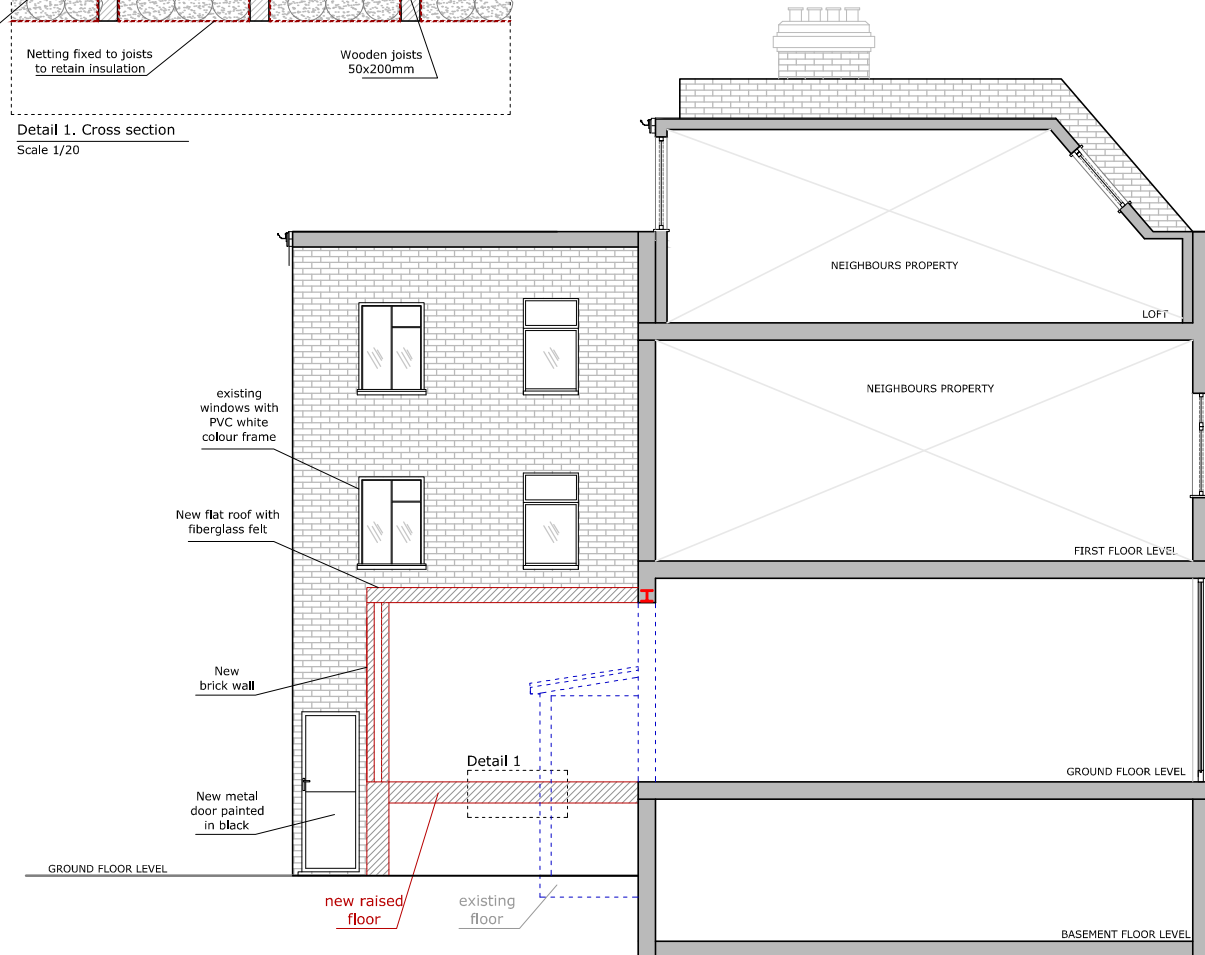 Netting fixed to joists
to retain insulation
Wooden joists
50x200mm
Detail 1. Cross section
Scale 1/20
NEIGHBOURS PROPERTY
LOFT
NEIGHBOURS PROPERTY
existing
windows with
PVC white
colour frame
New flat roof with
fiberglass felt
FIRST FLOOR LEVEL
New
brick wall
Detail 1
GROUND FLOOR LEVEL
New metal
door painted
in black
GROUND FLOOR LEVEL
new raised
floor
existing
floor
BASEMENT FLOOR LEVEL